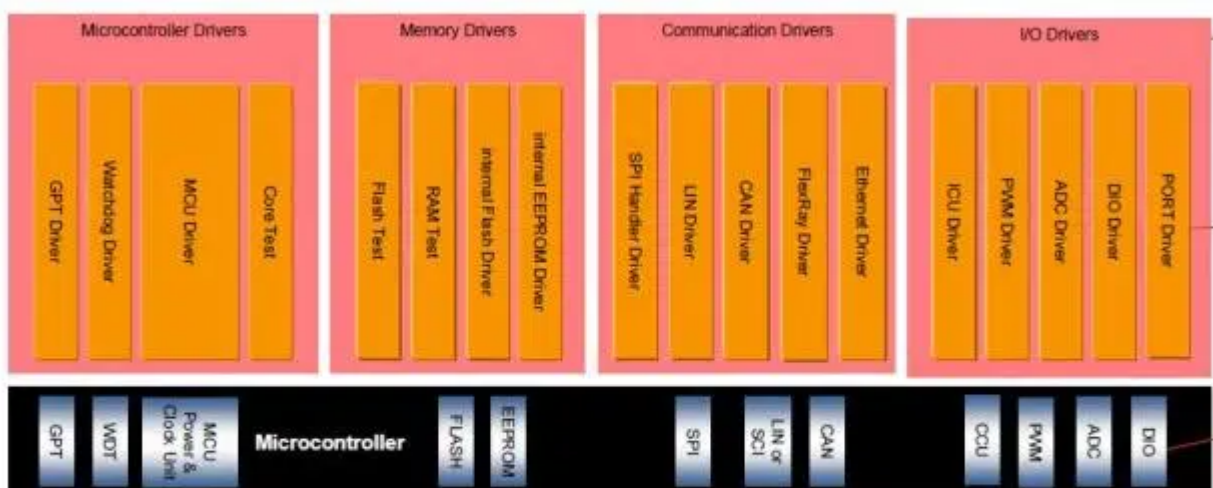 Microcontroller Drivers
Memory Drivers
Communication Drivers
I/O Drivers
GPT Driver
Watchdog Driver
MCU Driver
Core Test
Flash Test
RAM Test
internal Flash Driver
internal EEPROM Driver
SPI Handler Driver
LIN Driver
CAN Driver
FlexRay Driver
Ethernet Driver
ICU Driver
PWM Driver
ADC Driver
DIO Driver
PORT Driver
GPT
WDT
MCU
Power &
Clock Unit
Microcontroller
FLASH
EEPROM
SPI
LIN or
SCI
CAN
CCU
PWM
ADC
DIO